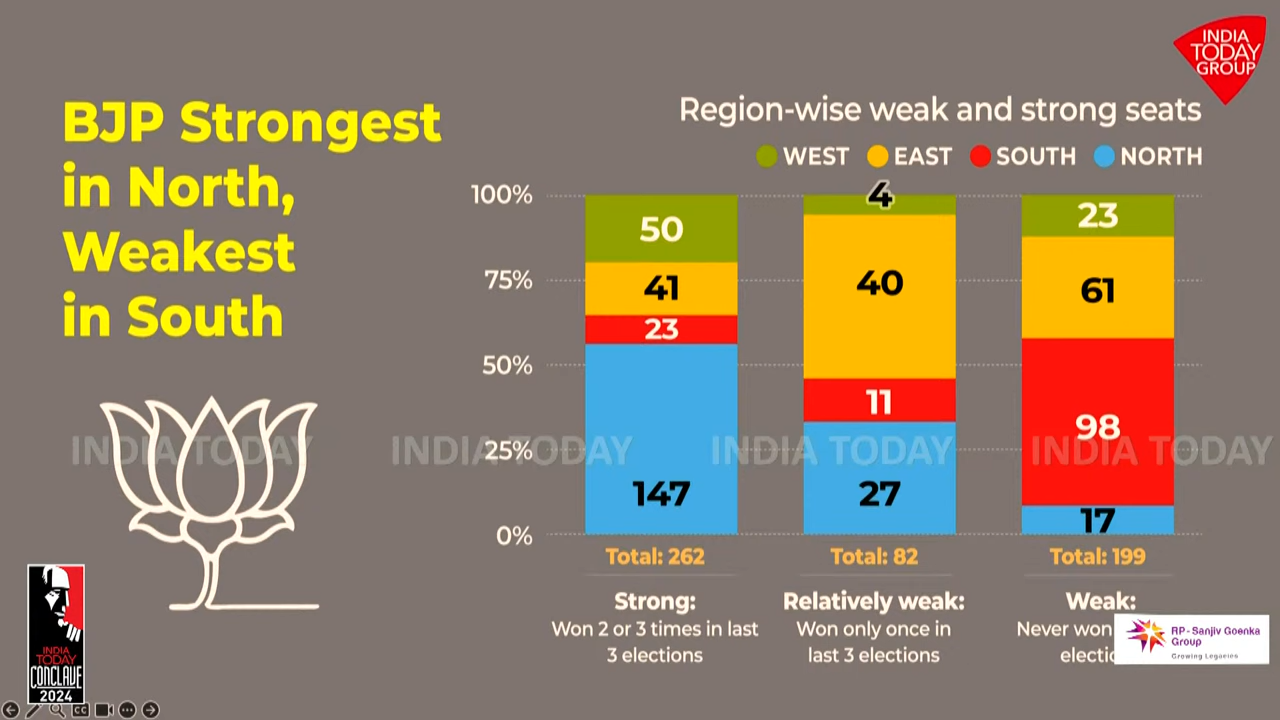 INDIA
TODAY
GROUP
BJP Strongest
in North,
Weakest
in South
Region-wise weak and strong seats
WEST EAST SOUTH NORTH
100%
75%
50%
25%
0%
50
41
23
147
4
40
11
27
23
61
98
17
INDIA TODAY INDIA TODAY INDIA TODAY INDIA TODAY
Total: 262 Total: 82 Total: 199
Strong:
Won 2 or 3 times in last
3 elections
Relatively weak:
Won only once in
last 3 elections
Weak:
Never won
RP - Sanjiv Goenka
Group
Growing Legacies
INDIA
TODAY
CONCLAVE
2024
CC